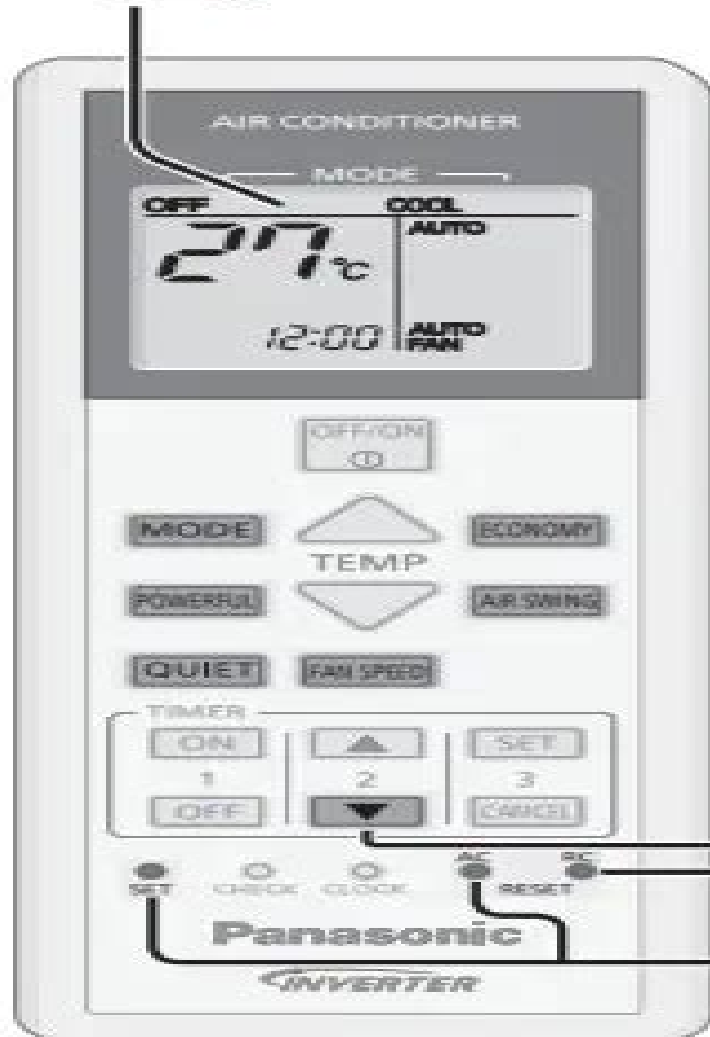 AIR CONDITIONER
MODE
OFF COOL
27°C AUTO
12:00 AUTO FAN
OFF/ON
MODE ECONOMY
TEMP
POWERFUL AIR SWING
QUIET FAN SPEED
TIMER
ON ▲ SET
1 2 3
OFF ▼ CANCEL
AC RC
SET CHECK CLOCK RESET
Panasonic
INVERTER